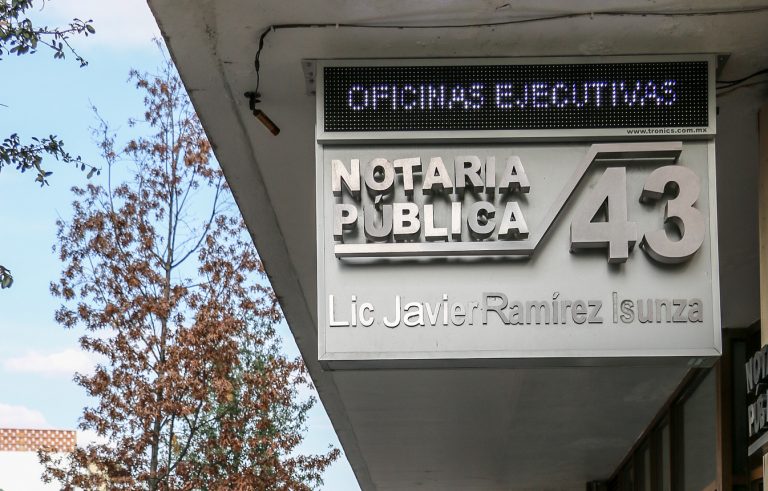 OFICINAS EJECUTIVAS
www.tronics.com.mx
NOTARIA
PÚBLICA
43
Lic Javier Ramírez Isunza